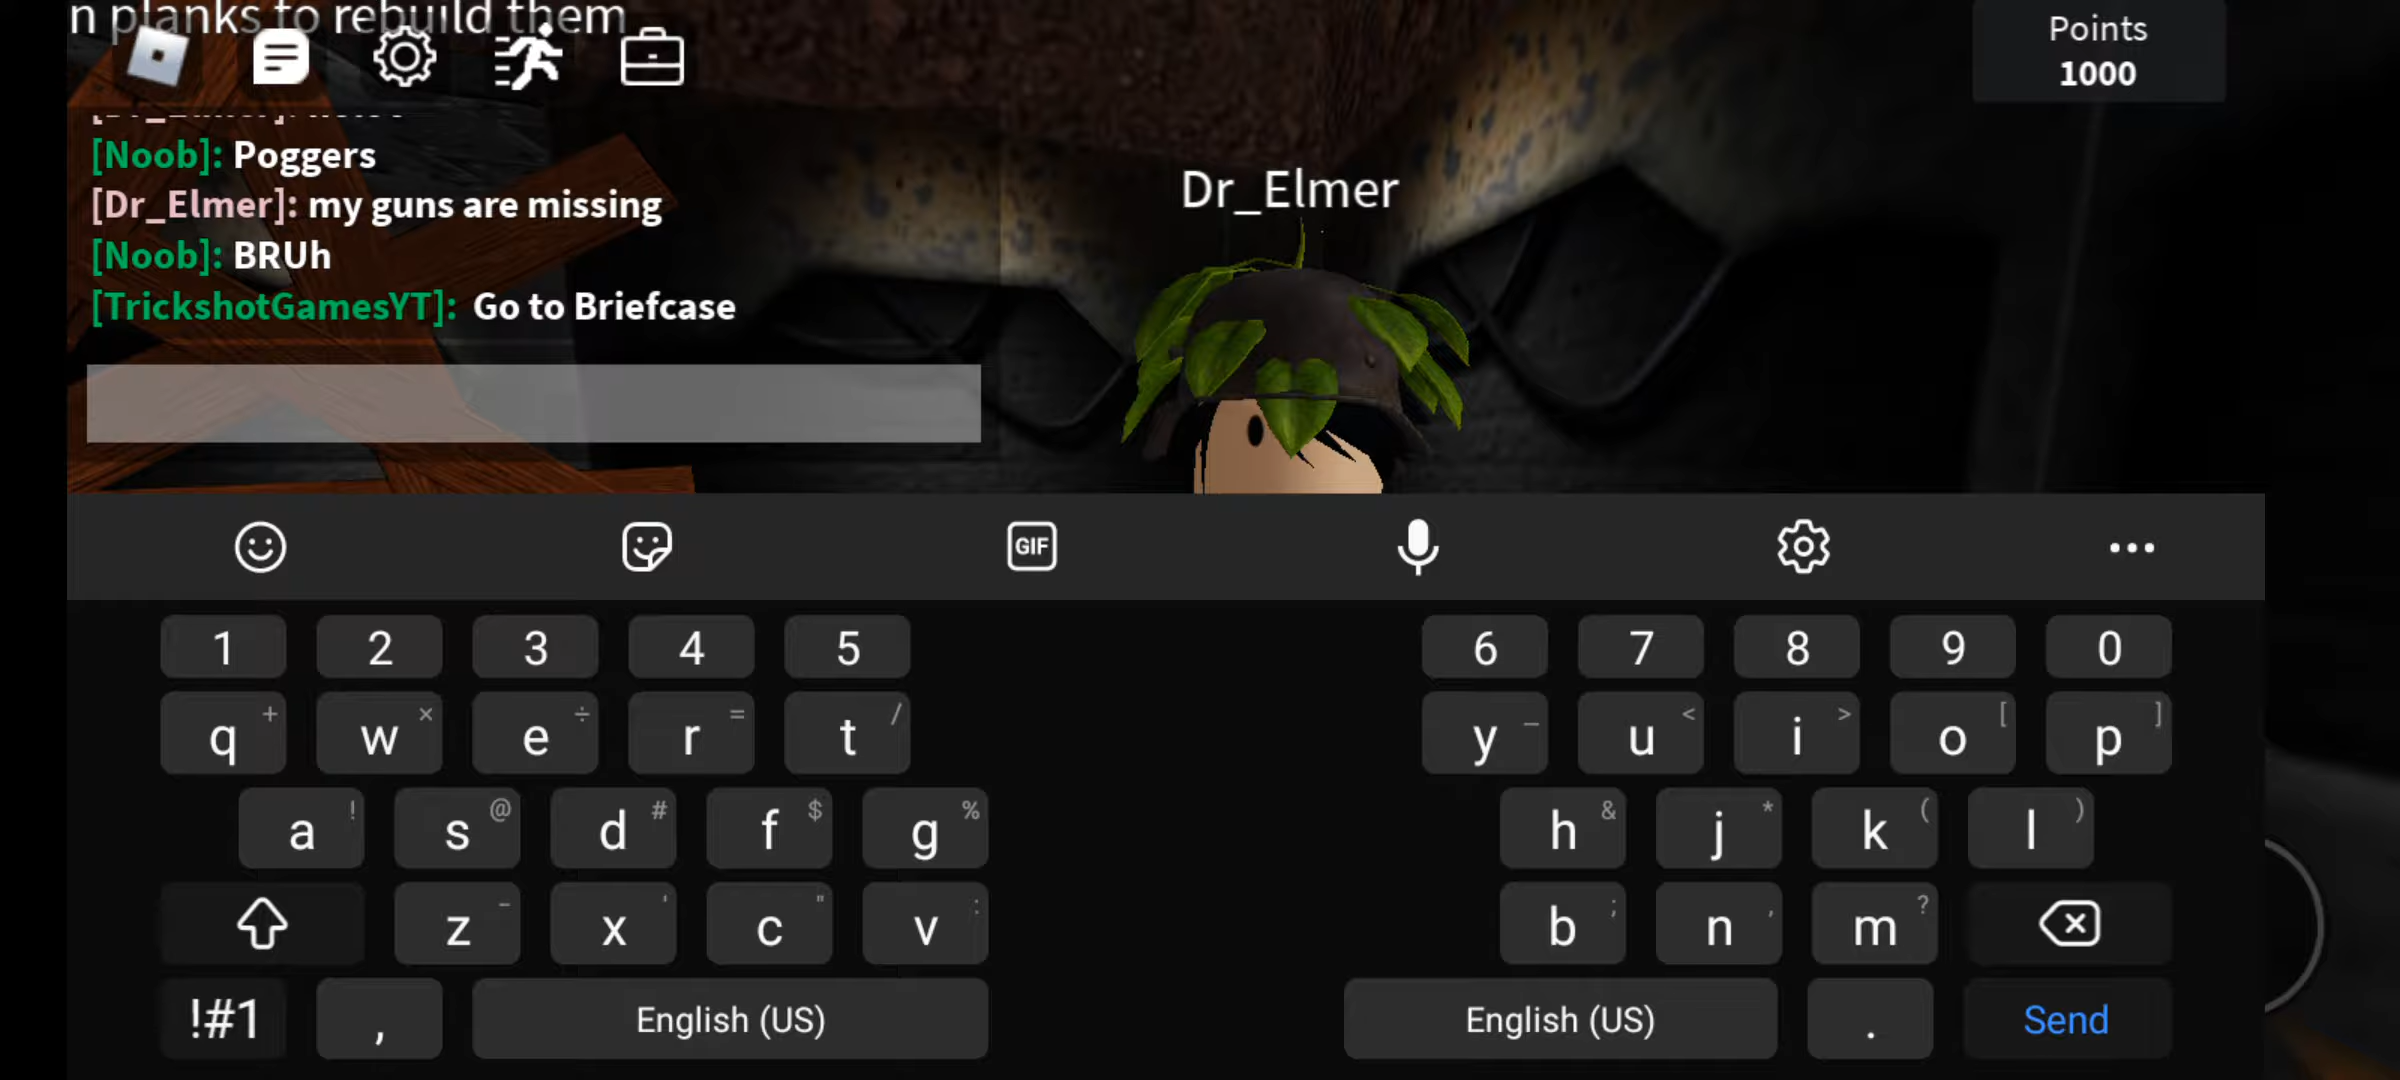 n planks to rebuild them
Points
1000
[Noob]: Poggers
[Dr_Elmer]: my guns are missing
[Noob]: BRUh
[TrickshotGamesYT]: Go to Briefcase
Dr_Elmer
GIF
1 2 3 4 5 6 7 8 9 0
q + w × e ÷ r = t / y _ u < i > o [ p ]
a ! s @ d # f $ g % h & j * k ( l )
z - x ' c " v : b ; n , m ?
!#1 , English (US) English (US) . Send